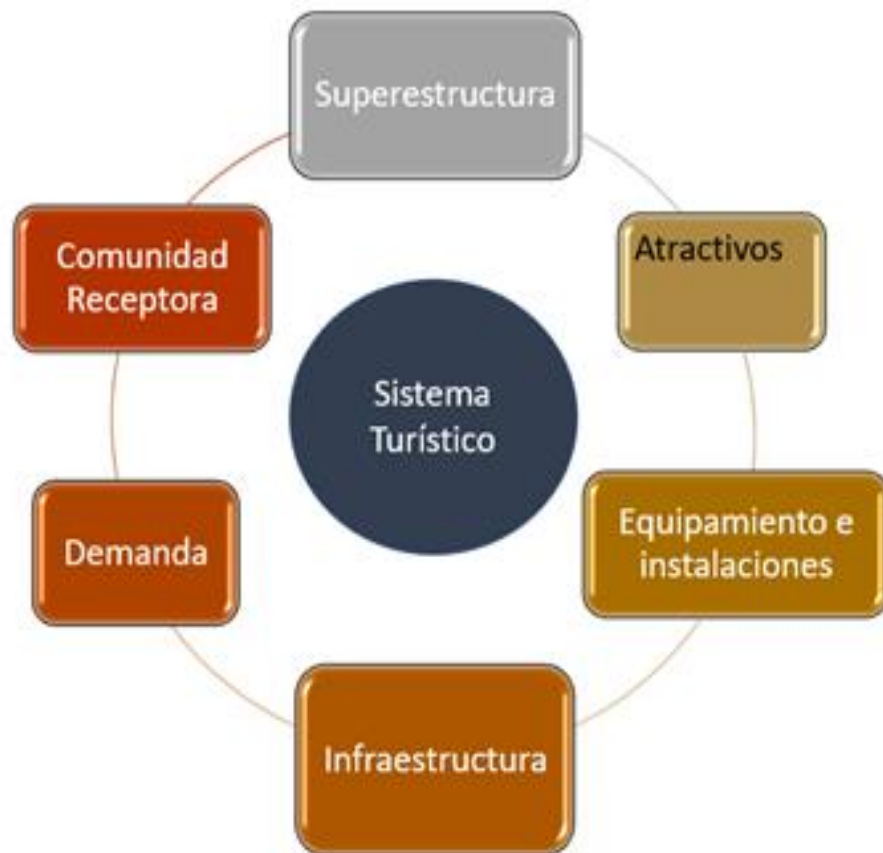 Superestructura
Atractivos
Equipamiento e
instalaciones
Infraestructura
Demanda
Comunidad
Receptora
Sistema
Turístico